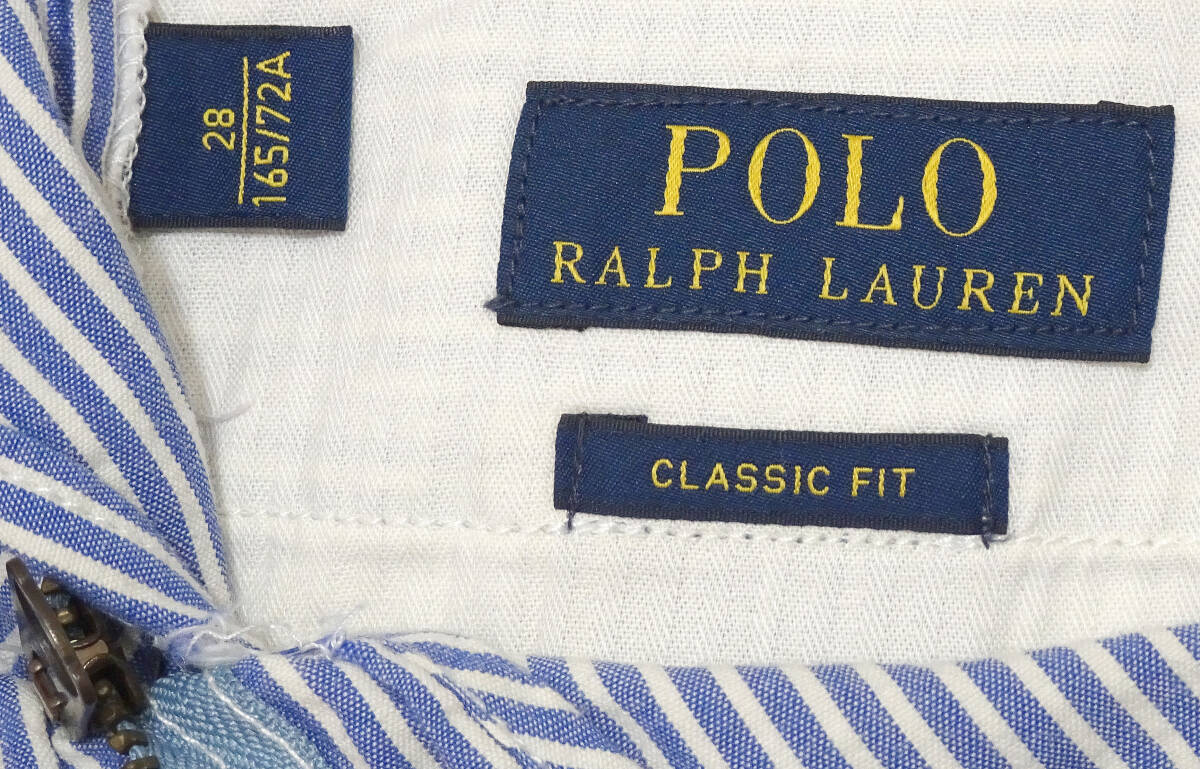 28
165/72A
POLO
RALPH LAUREN
CLASSIC FIT